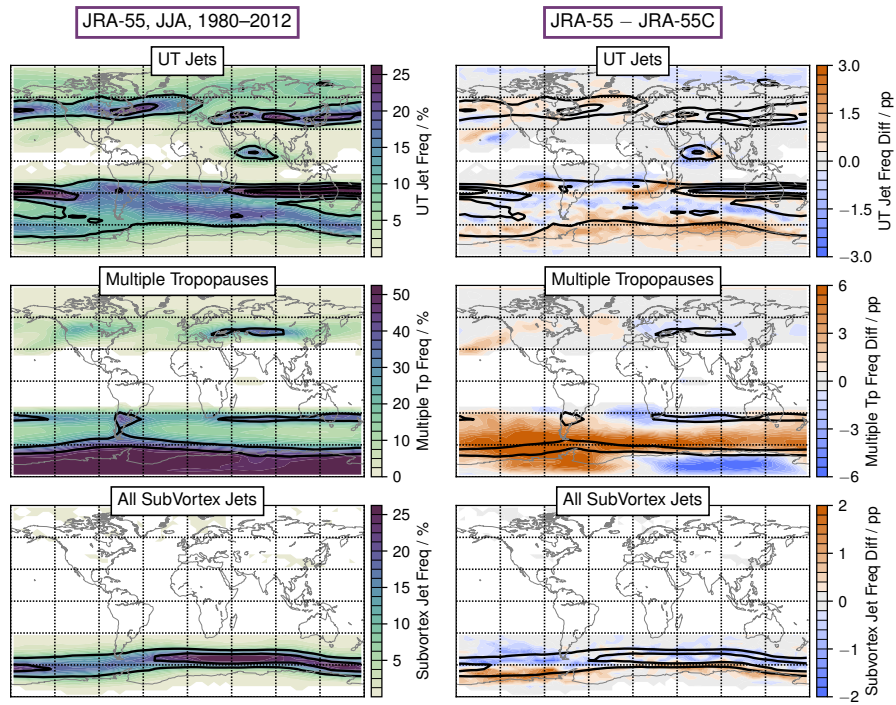 JRA-55, JJA, 1980–2012
JRA-55 − JRA-55C
UT Jets
25
20
15
10
5
UT Jet Freq / %
UT Jets
3.0
1.5
0.0
−1.5
−3.0
UT Jet Freq Diff / pp
Multiple Tropopauses
50
40
30
20
10
0
Multiple Tp Freq / %
Multiple Tropopauses
6
3
0
−3
−6
Multiple Tp Freq Diff / pp
All SubVortex Jets
25
20
15
10
5
Subvortex Jet Freq / %
All SubVortex Jets
2
1
0
−1
−2
Subvortex Jet Freq Diff / pp